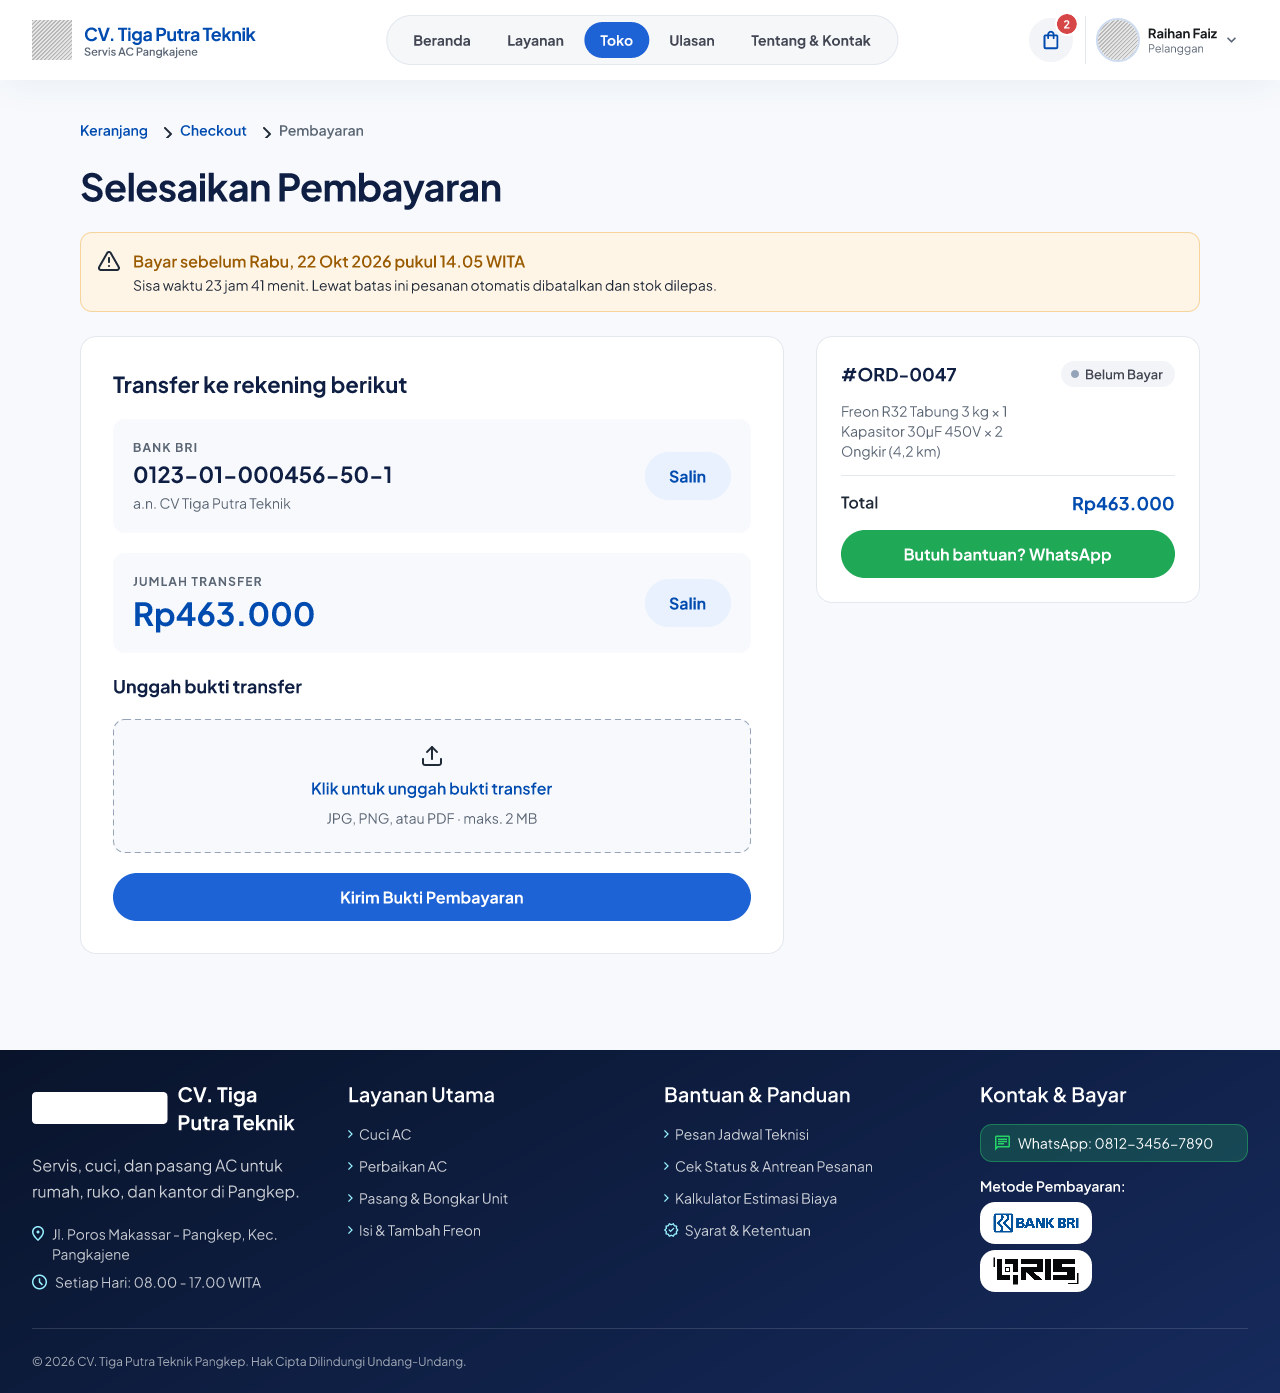 CV. Tiga Putra Teknik
Servis AC Pangkajene
Beranda
Layanan
Toko
Ulasan
Tentang & Kontak
2
Raihan Faiz
Pelanggan
Keranjang
Checkout
Pembayaran
Selesaikan Pembayaran
Bayar sebelum Rabu, 22 Okt 2026 pukul 14.05 WITA
Sisa waktu 23 jam 41 menit. Lewat batas ini pesanan otomatis dibatalkan dan stok dilepas.
Transfer ke rekening berikut
BANK BRI
0123-01-000456-50-1
a.n. CV Tiga Putra Teknik
Salin
JUMLAH TRANSFER
Rp463.000
Salin
Unggah bukti transfer
Klik untuk unggah bukti transfer
JPG, PNG, atau PDF · maks. 2 MB
Kirim Bukti Pembayaran
#ORD-0047
Belum Bayar
Freon R32 Tabung 3 kg × 1
Kapasitor 30µF 450V × 2
Ongkir (4,2 km)
Total
Rp463.000
Butuh bantuan? WhatsApp
CV. Tiga
Putra Teknik
Servis, cuci, dan pasang AC untuk
rumah, ruko, dan kantor di Pangkep.
Jl. Poros Makassar - Pangkep, Kec.
Pangkajene
Setiap Hari: 08.00 - 17.00 WITA
Layanan Utama
Cuci AC
Perbaikan AC
Pasang & Bongkar Unit
Isi & Tambah Freon
Bantuan & Panduan
Pesan Jadwal Teknisi
Cek Status & Antrean Pesanan
Kalkulator Estimasi Biaya
Syarat & Ketentuan
Kontak & Bayar
WhatsApp: 0812-3456-7890
Metode Pembayaran:
BANK BRI
QRIS
© 2026 CV. Tiga Putra Teknik Pangkep. Hak Cipta Dilindungi Undang-Undang.